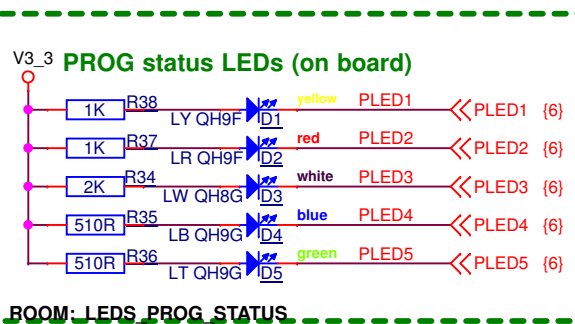 V3_3 PROG status LEDs (on board)
1K R38 LY QH9F D1 yellow PLED1 PLED1 {6}
1K R37 LR QH9F D2 red PLED2 PLED2 {6}
2K R34 LW QH8G D3 white PLED3 PLED3 {6}
510R R35 LB QH9G D4 blue PLED4 PLED4 {6}
510R R36 LT QH9G D5 green PLED5 PLED5 {6}
ROOM: LEDS_PROG_STATUS